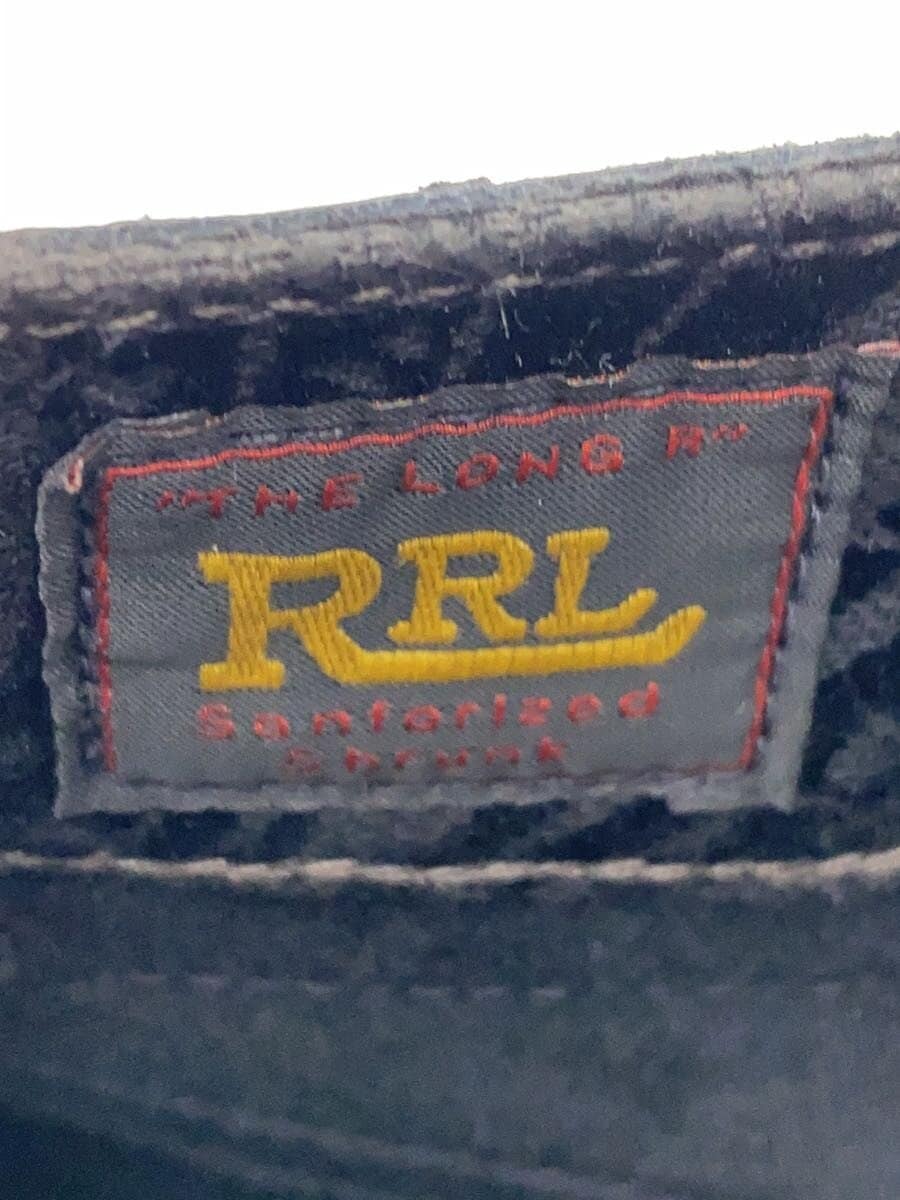 "THE LONG R"
RRL
Sanforized
Shrunk